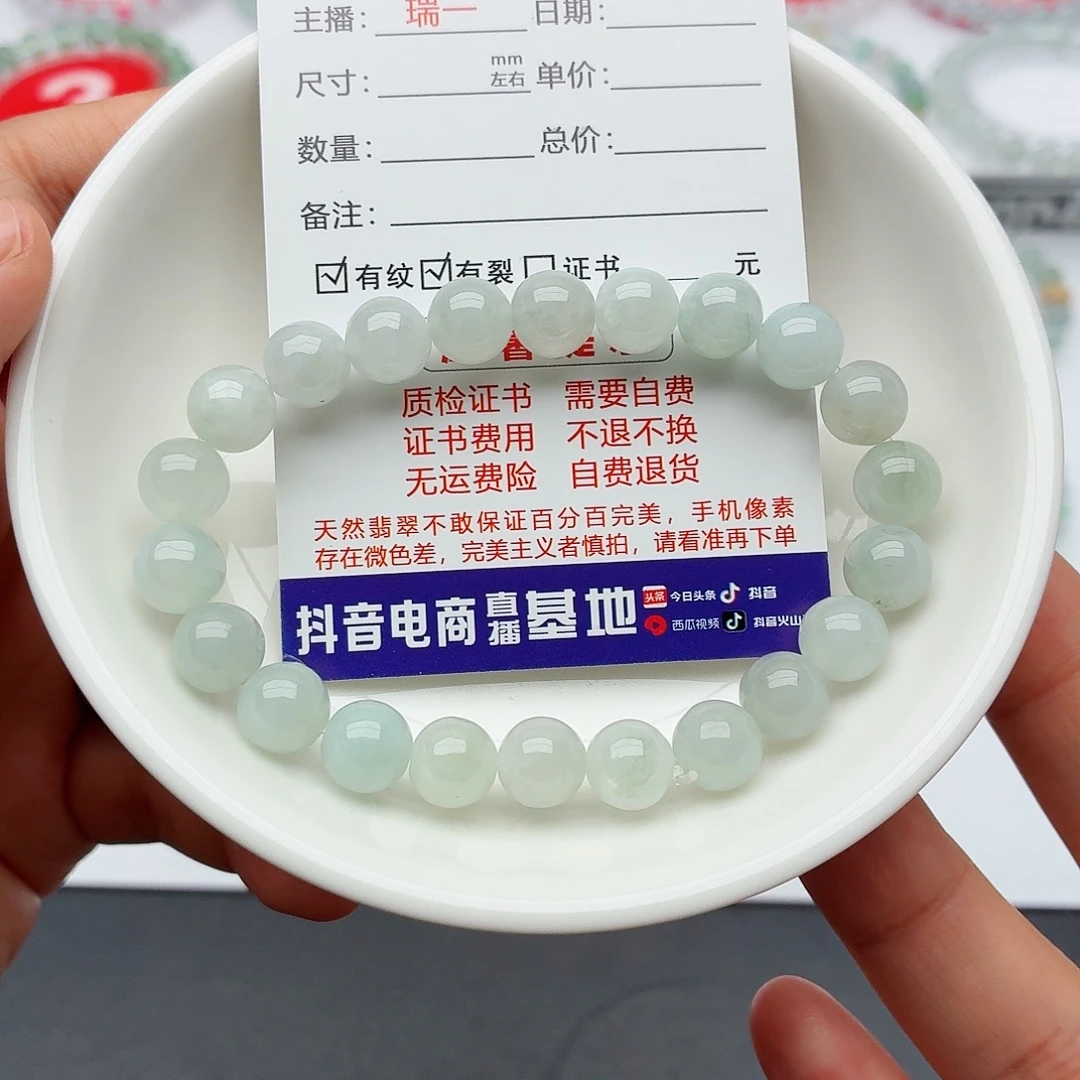 主播: 瑞一 日期:
尺寸: mm 左右 单价:
数量: 总价:
备注:
有纹 有裂 证书 元
质检证书 需要自费
证书费用 不退不换
无运费险 自费退货
天然翡翠不敢保证百分百完美，手机像素
存在微色差，完美主义者慎拍，请看准再下单
抖音电商 直播 基地 头条 今日头条 抖音
西瓜视频 抖音火山